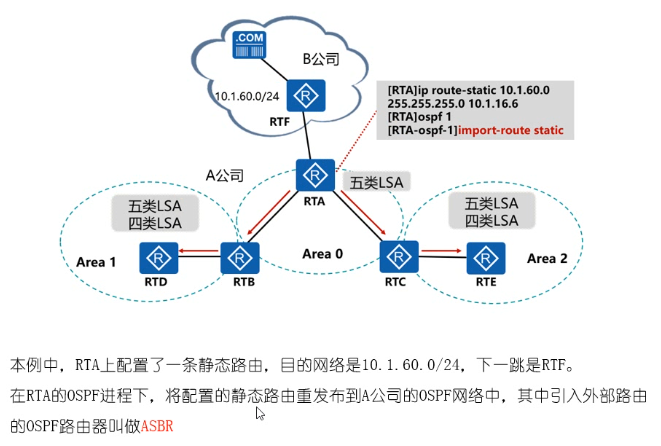 .COM
B公司
10.1.60.0/24
RTF
[RTA]ip route-static 10.1.60.0
255.255.255.0 10.1.16.6
[RTA]ospf 1
[RTA-ospf-1]import-route static
A公司
RTA
五类LSA
五类LSA
四类LSA
五类LSA
四类LSA
Area 1
RTD
RTB
Area 0
RTC
RTE
Area 2
本例中，RTA上配置了一条静态路由，目的网络是10.1.60.0/24，下一跳是RTF。
在RTA的OSPF进程下，将配置的静态路由重发布到A公司的OSPF网络中，其中引入外部路由
的OSPF路由器叫做ASBR